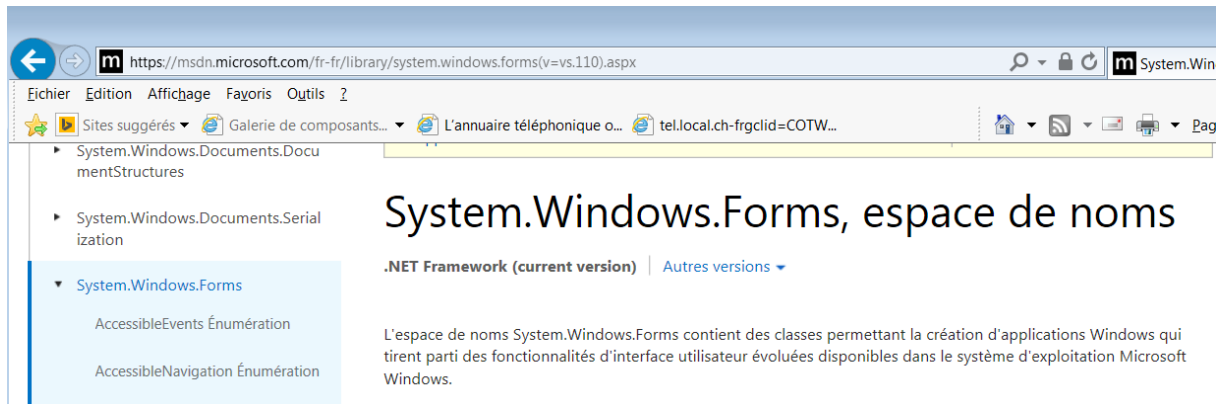 https://msdn.microsoft.com/fr-fr/library/system.windows.forms(v=vs.110).aspx
m System.Win
Fichier Edition Affichage Favoris Outils ?
Sites suggérés Galerie de composants... L'annuaire téléphonique o... tel.local.ch-frgclid=COTW...
Pag
System.Windows.Documents.Docu
mentStructures
System.Windows.Documents.Serial
ization
System.Windows.Forms
AccessibleEvents Énumération
AccessibleNavigation Énumération
System.Windows.Forms, espace de noms
.NET Framework (current version) Autres versions
L'espace de noms System.Windows.Forms contient des classes permettant la création d'applications Windows qui
tirent parti des fonctionnalités d'interface utilisateur évoluées disponibles dans le système d'exploitation Microsoft
Windows.